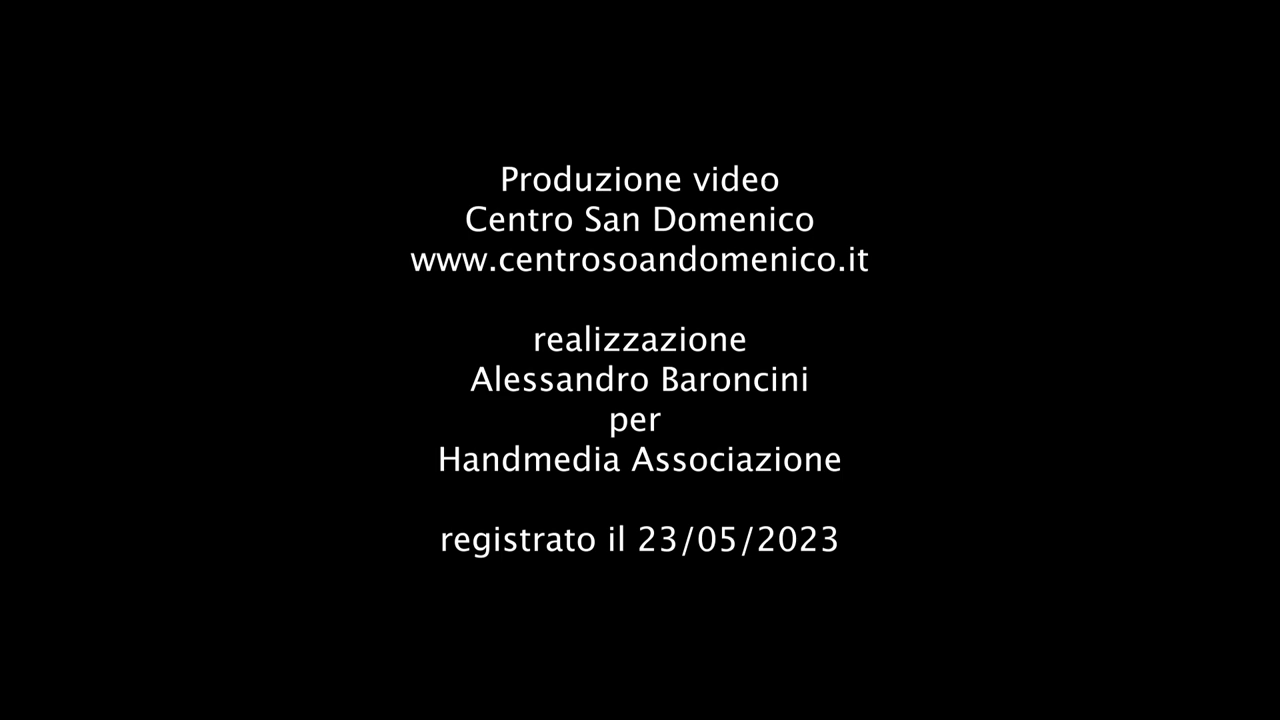 Produzione video
Centro San Domenico
www.centrosoandomenico.it
realizzazione
Alessandro Baroncini
per
Handmedia Associazione
registrato il 23/05/2023